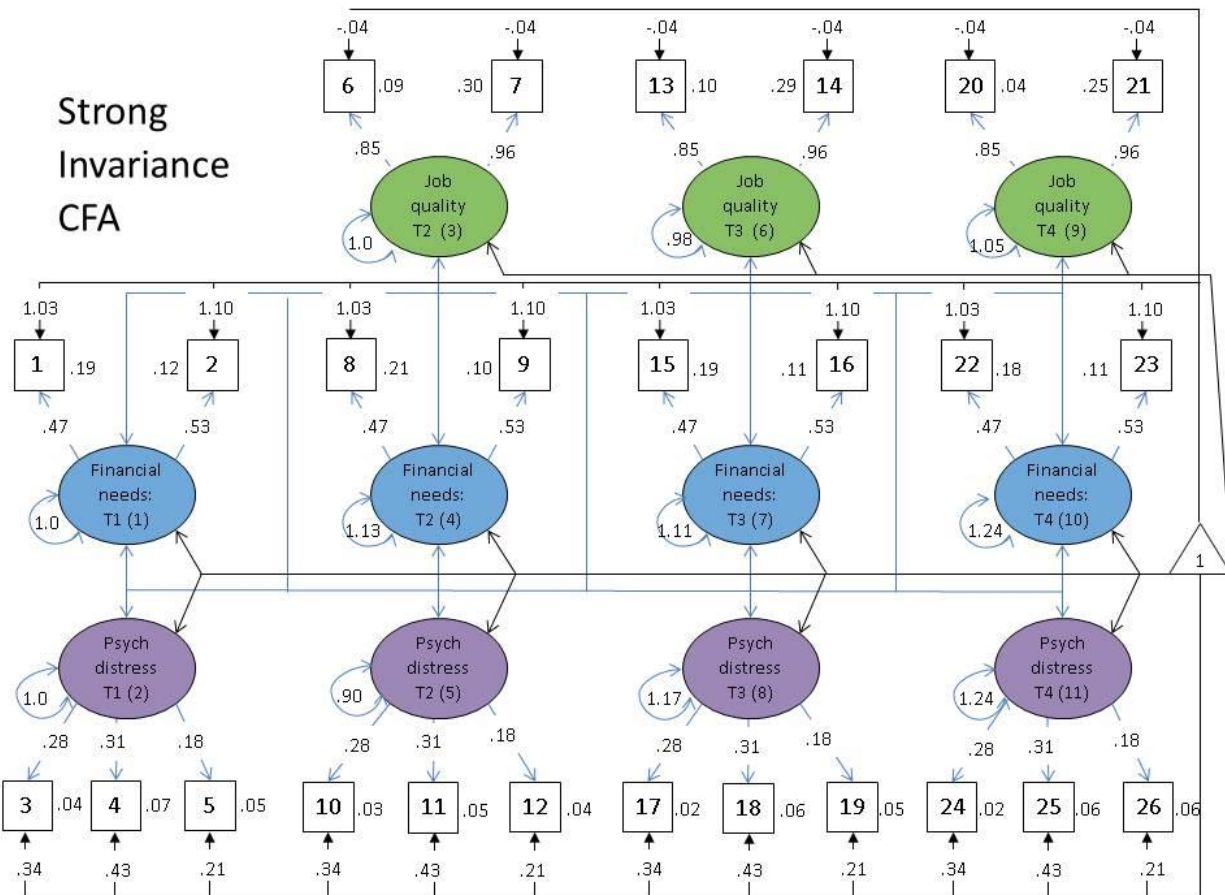 -.04 -.04 -.04 -.04 -.04 -.04
6 .09 .30 7 13 .10 .29 14 20 .04 .25 21
Strong
Invariance
CFA
.85 .96 .85 .96 .85 .96
Job Job Job
quality quality quality
T2 (3) T3 (6) T4 (9)
1.0 .98 1.05
1.03 1.10 1.03 1.10 1.03 1.10 1.03 1.10
1 .19 .12 2 8 .21 .10 9 15 .19 .11 16 22 .18 .11 23
.47 .53 .47 .53 .47 .53 .47 .53
Financial Financial Financial Financial
needs: needs: needs: needs:
T1 (1) T2 (4) T3 (7) T4 (10)
1.0 1.13 1.11 1.24
1
Psych Psych Psych Psych
distress distress distress distress
T1 (2) T2 (5) T3 (8) T4 (11)
1.0 .90 1.17 1.24
.28 .31 .18 .28 .31 .18 .28 .31 .18 .28 .31 .18
3 .04 4 .07 5 .05 10 .03 11 .05 12 .04 17 .02 18 .06 19 .05 24 .02 25 .06 26 .06
.34 .43 .21 .34 .43 .21 .34 .43 .21 .34 .43 .21